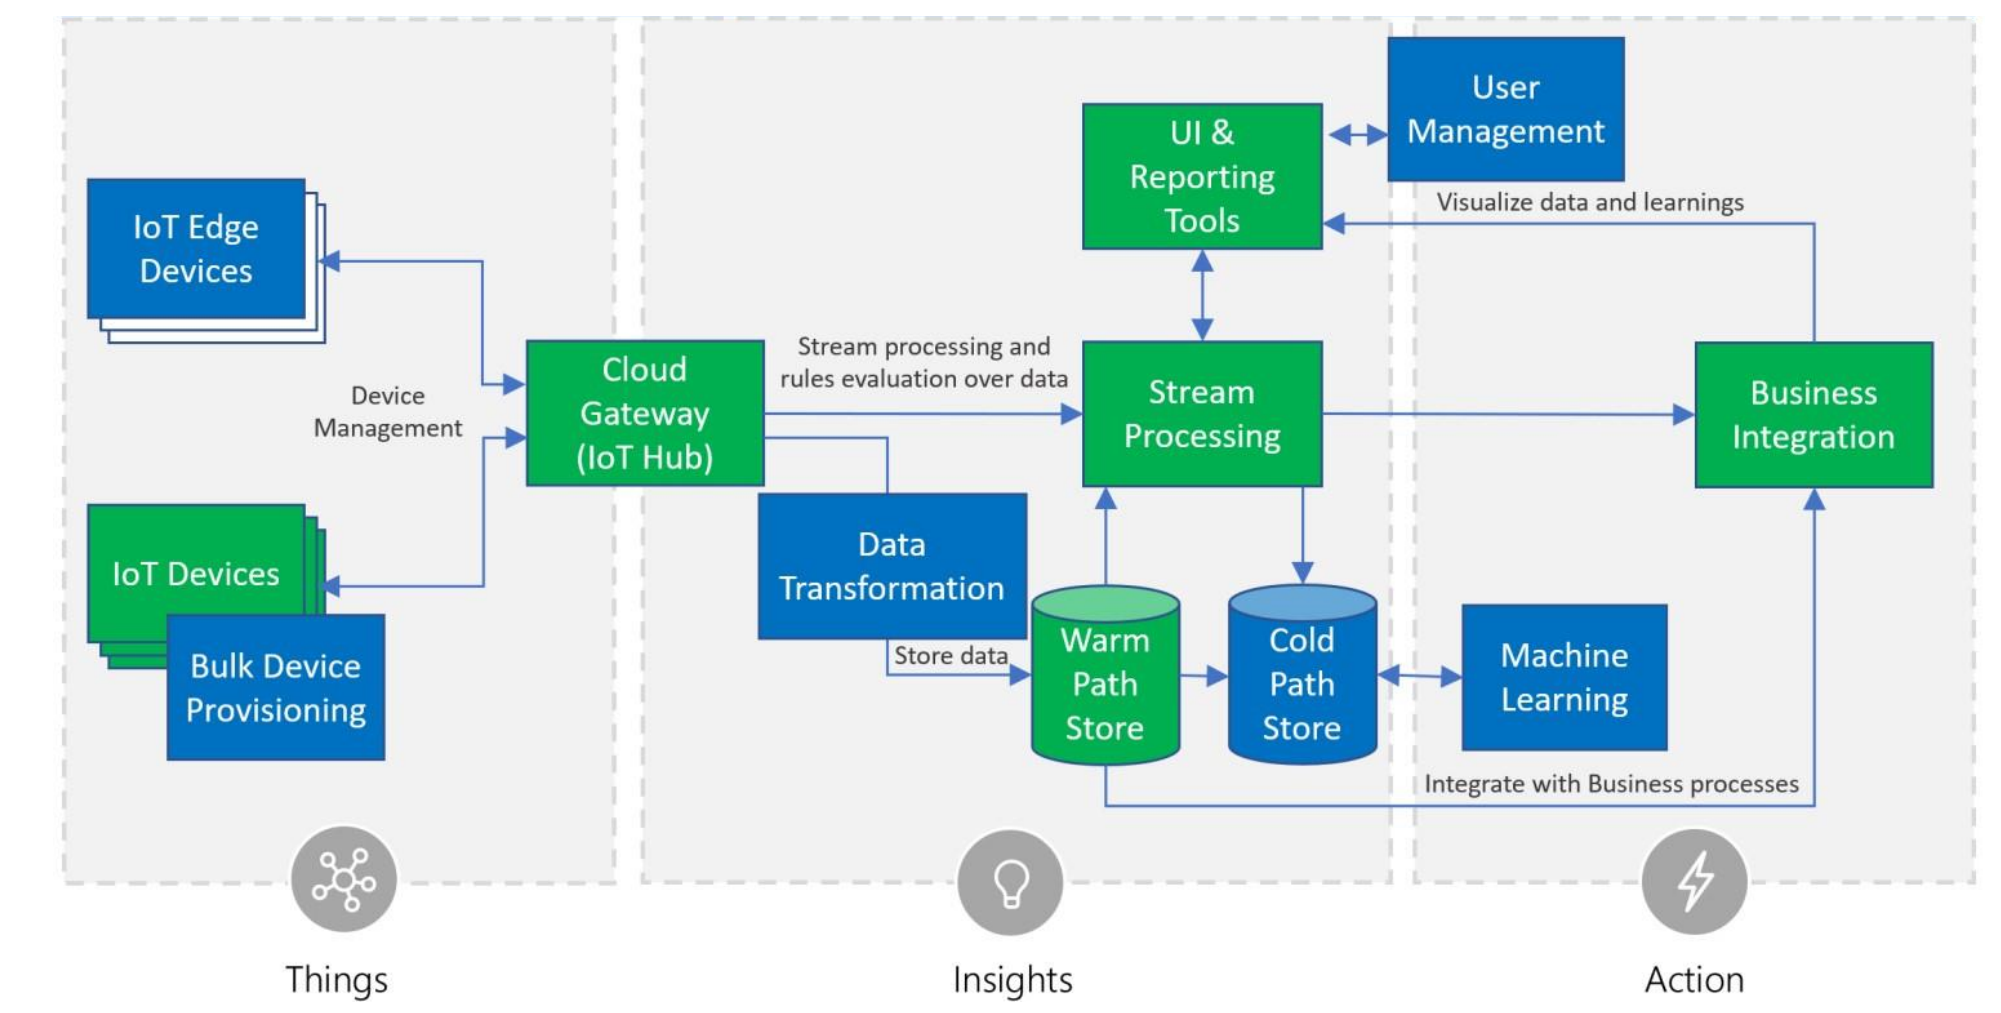 User
Management
UI &
Reporting
Tools
Visualize data and learnings
IoT Edge
Devices
Device
Management
Cloud
Gateway
(IoT Hub)
Stream processing and
rules evaluation over data
Stream
Processing
Business
Integration
IoT Devices
Bulk Device
Provisioning
Data
Transformation
Store data
Warm
Path
Store
Cold
Path
Store
Machine
Learning
Integrate with Business processes
Things
Insights
Action